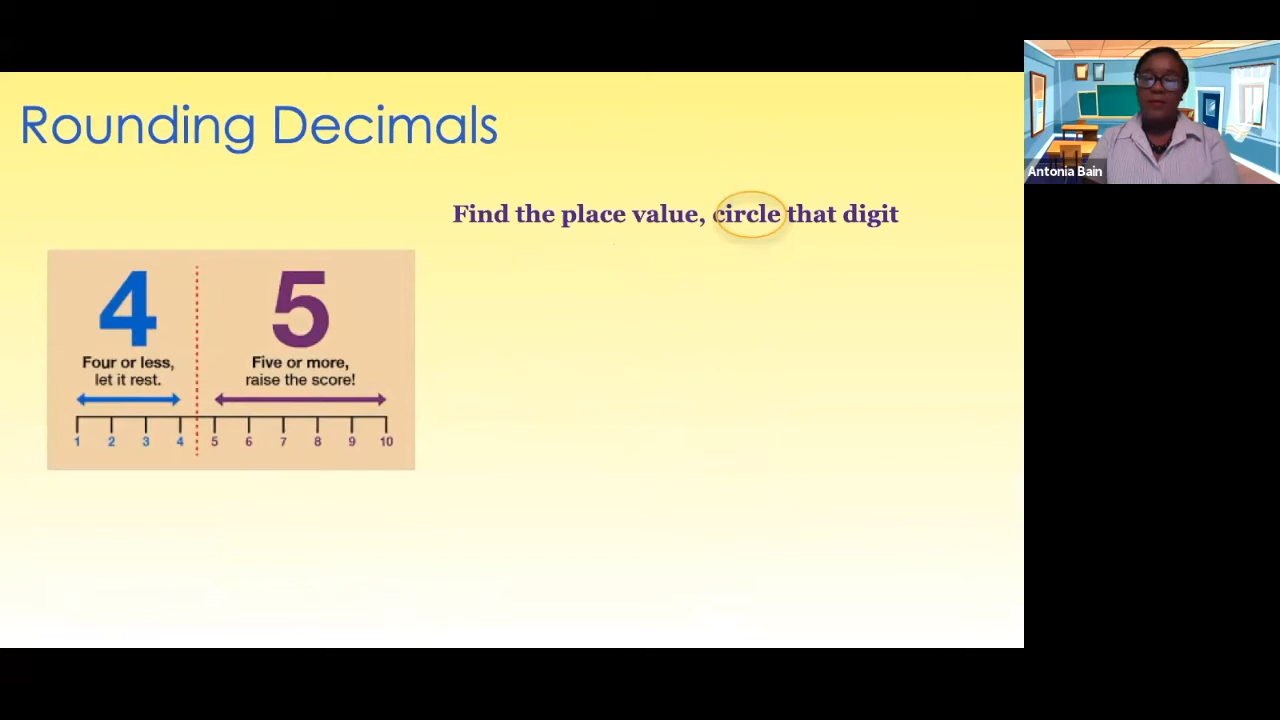 Rounding Decimals
Antonia Bain
Find the place value, circle that digit
4 5
Four or less, Five or more,
let it rest. raise the score!
1 2 3 4 5 6 7 8 9 10